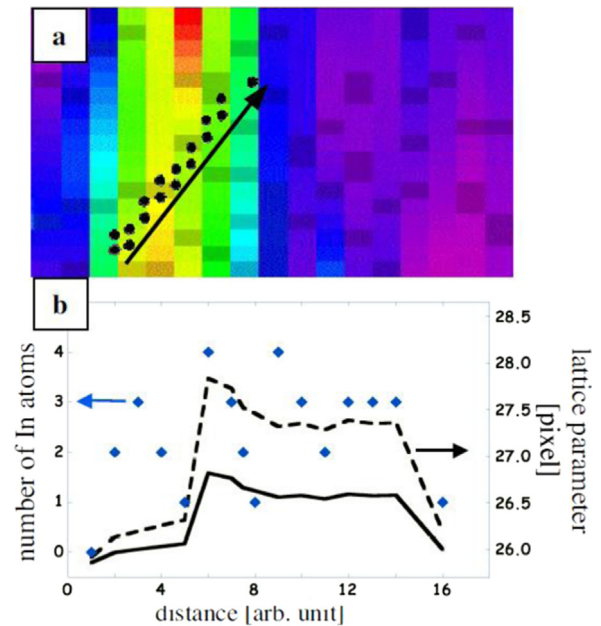 a
b
number of In atoms
4
3
2
1
0
28.5
28.0
27.5
27.0
26.5
26.0
lattice parameter
[pixel]
0 4 8 12 16
distance [arb. unit]